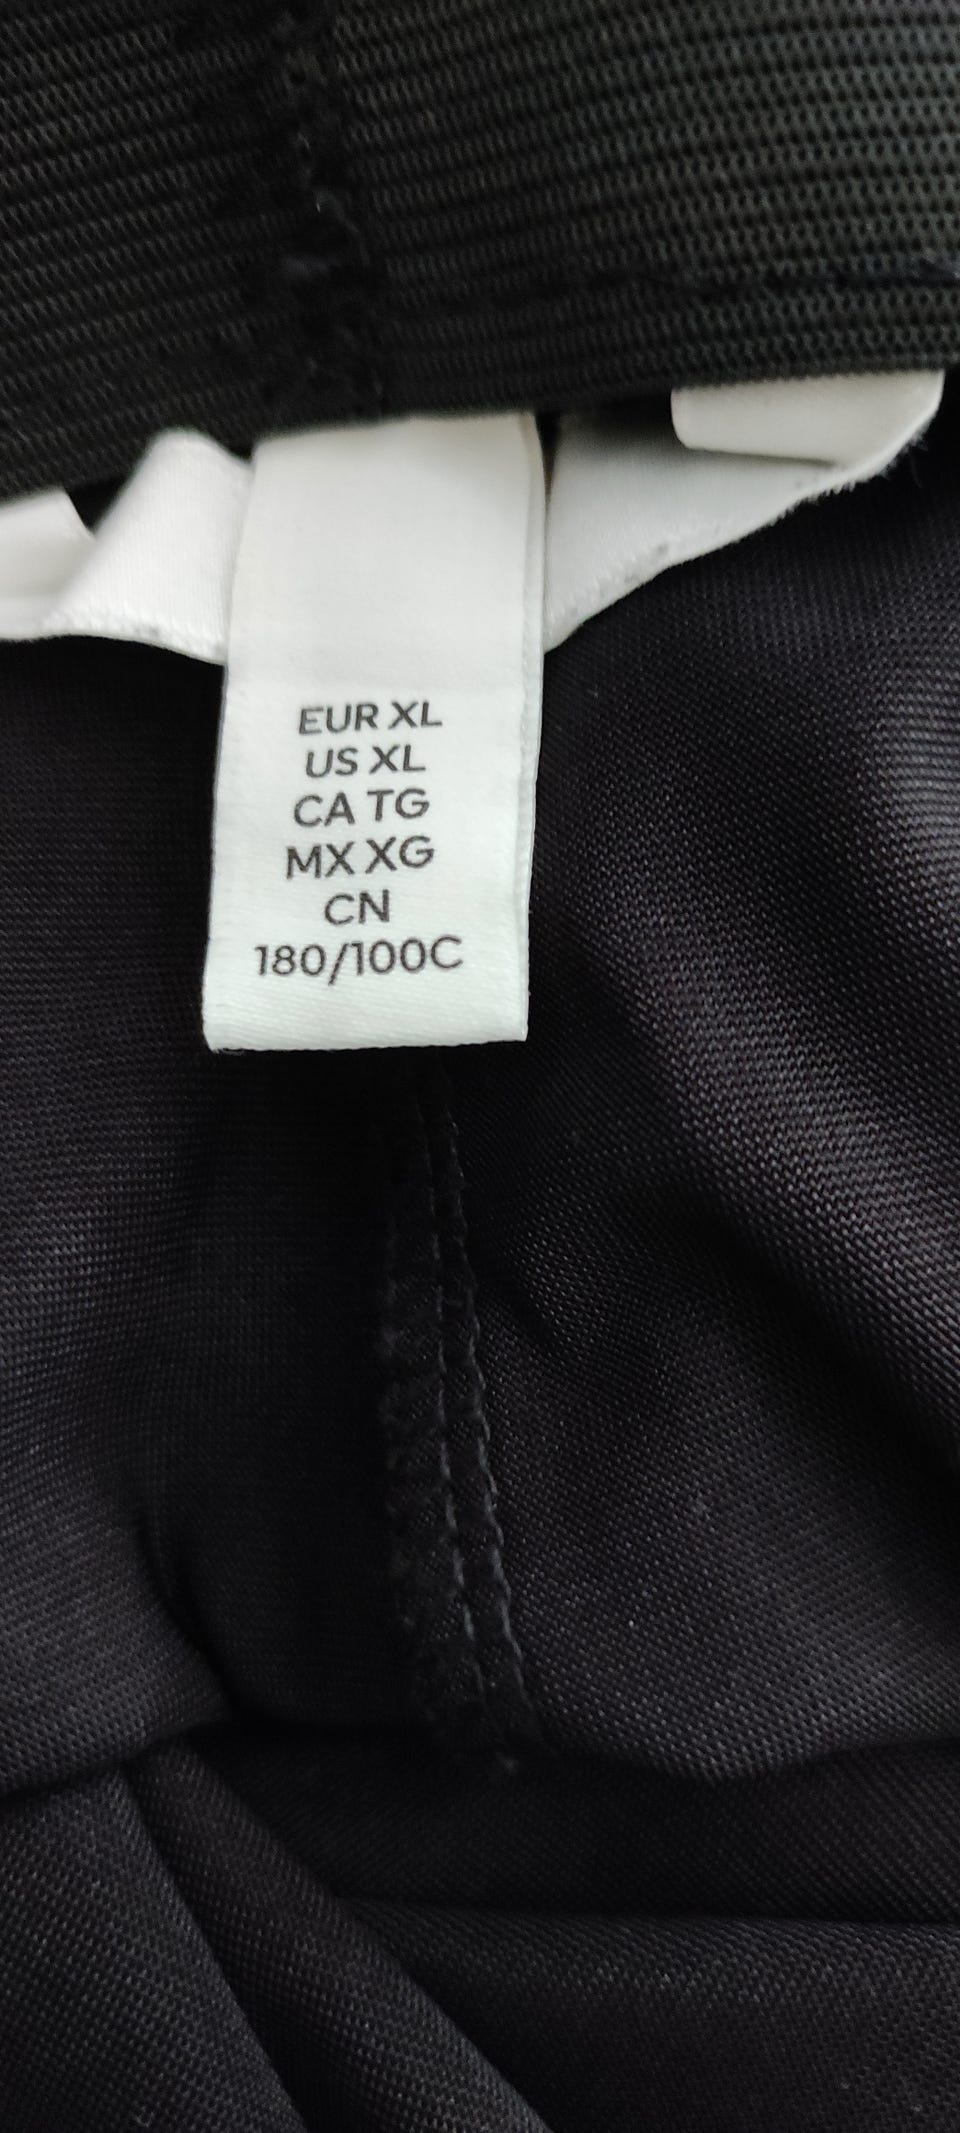 EUR XL
US XL
CA TG
MX XG
CN
180/100C